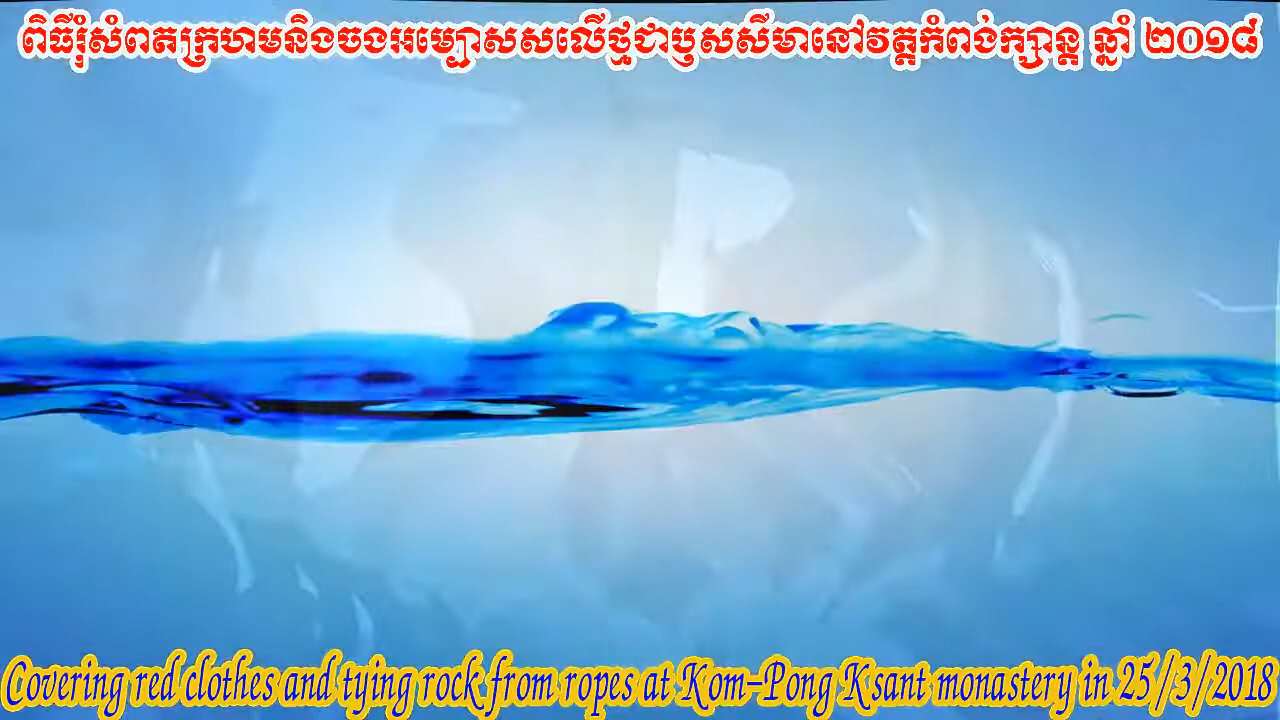 ពិធីរុំសំពតក្រហមនិងចងអម្បោសសលើថ្មជាឫសសីមានៅវត្តកំពង់ក្សាន្ត ឆ្នាំ ២០១៨
Covering red clothes and tying rock from ropes at Kom-Pong Ksant monastery in 25/3/2018